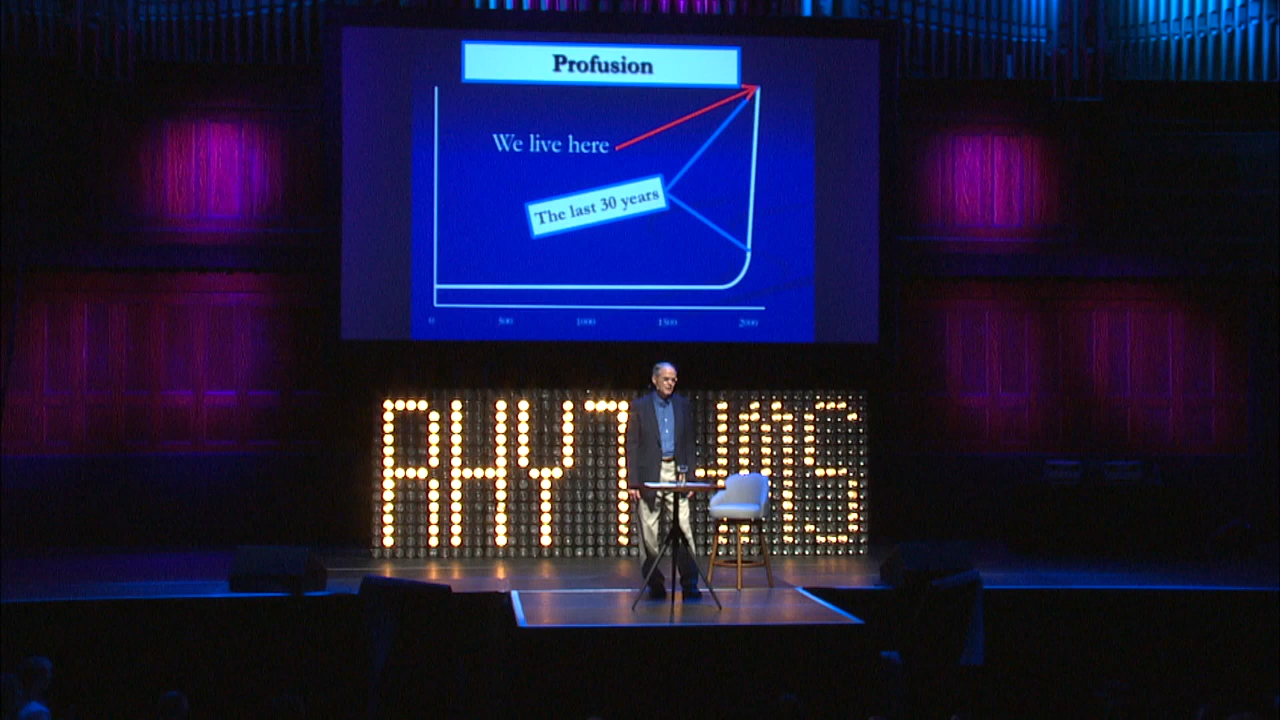 Profusion
We live here
The last 30 years
0 500 1000 1500 2000
RHYTHMS